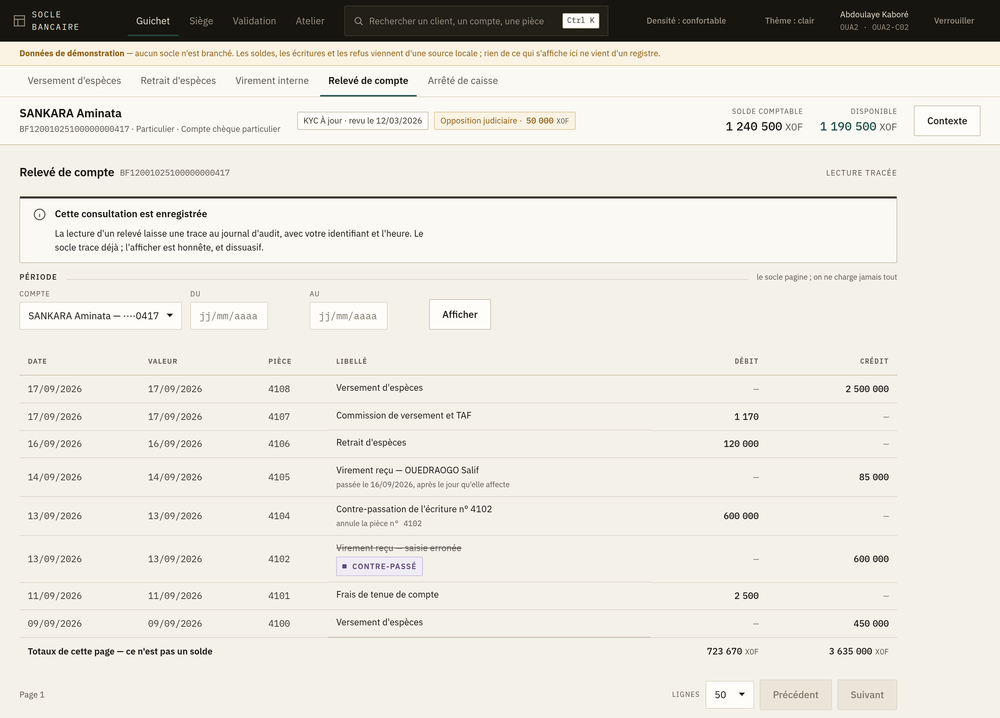 SOCLE
BANCAIRE
Guichet Siège Validation Atelier
Rechercher un client, un compte, une pièce Ctrl K
Densité : confortable Thème : clair
Abdoulaye Kaboré
OUA2 · OUA2-C02
Verrouiller
Données de démonstration — aucun socle n'est branché. Les soldes, les écritures et les refus viennent d'une source locale ; rien de ce qui s'affiche ici ne vient d'un registre.
Versement d'espèces Retrait d'espèces Virement interne Relevé de compte Arrêté de caisse
SANKARA Aminata
BF12001025100000000417 · Particulier · Compte chèque particulier
KYC À jour · revu le 12/03/2026
Opposition judiciaire · 50 000 XOF
SOLDE COMPTABLE
1 240 500 XOF
DISPONIBLE
1 190 500 XOF
Contexte
Relevé de compte BF12001025100000000417
LECTURE TRACÉE
Cette consultation est enregistrée
La lecture d'un relevé laisse une trace au journal d'audit, avec votre identifiant et l'heure. Le
socle trace déjà ; l'afficher est honnête, et dissuasif.
PÉRIODE le socle pagine ; on ne charge jamais tout
COMPTE DU AU
SANKARA Aminata — ····0417 jj/mm/aaaa jj/mm/aaaa Afficher
DATE VALEUR PIÈCE LIBELLÉ DÉBIT CRÉDIT
17/09/2026 17/09/2026 4108 Versement d'espèces — 2 500 000
17/09/2026 17/09/2026 4107 Commission de versement et TAF 1 170 —
16/09/2026 16/09/2026 4106 Retrait d'espèces 120 000 —
14/09/2026 14/09/2026 4105 Virement reçu — OUEDRAOGO Salif — 85 000
passée le 16/09/2026, après le jour qu'elle affecte
13/09/2026 13/09/2026 4104 Contre-passation de l'écriture n° 4102 600 000 —
annule la pièce n° 4102
13/09/2026 13/09/2026 4102 Virement reçu — saisie erronée — 600 000
CONTRE-PASSÉ
11/09/2026 11/09/2026 4101 Frais de tenue de compte 2 500 —
09/09/2026 09/09/2026 4100 Versement d'espèces — 450 000
Totaux de cette page — ce n'est pas un solde 723 670 XOF 3 635 000 XOF
Page 1 LIGNES 50 Précédent Suivant